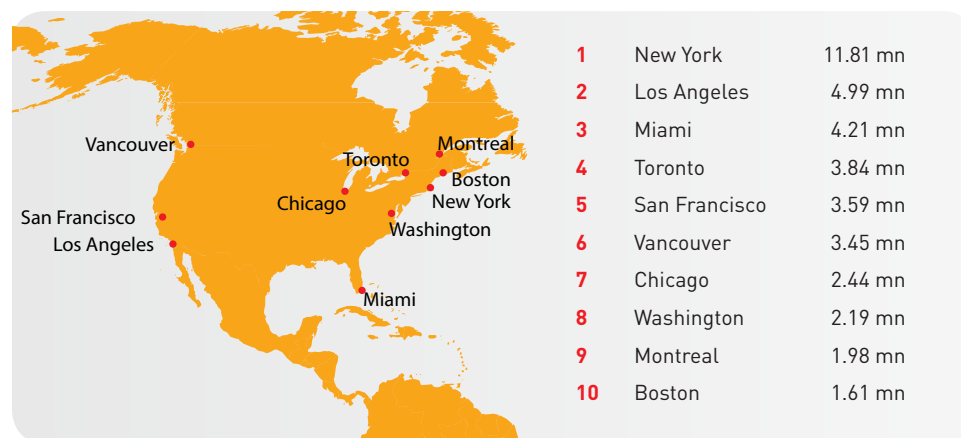 Vancouver
Toronto
Montreal
Boston
Chicago
New York
San Francisco
Washington
Los Angeles
Miami
1 New York 11.81 mn
2 Los Angeles 4.99 mn
3 Miami 4.21 mn
4 Toronto 3.84 mn
5 San Francisco 3.59 mn
6 Vancouver 3.45 mn
7 Chicago 2.44 mn
8 Washington 2.19 mn
9 Montreal 1.98 mn
10 Boston 1.61 mn